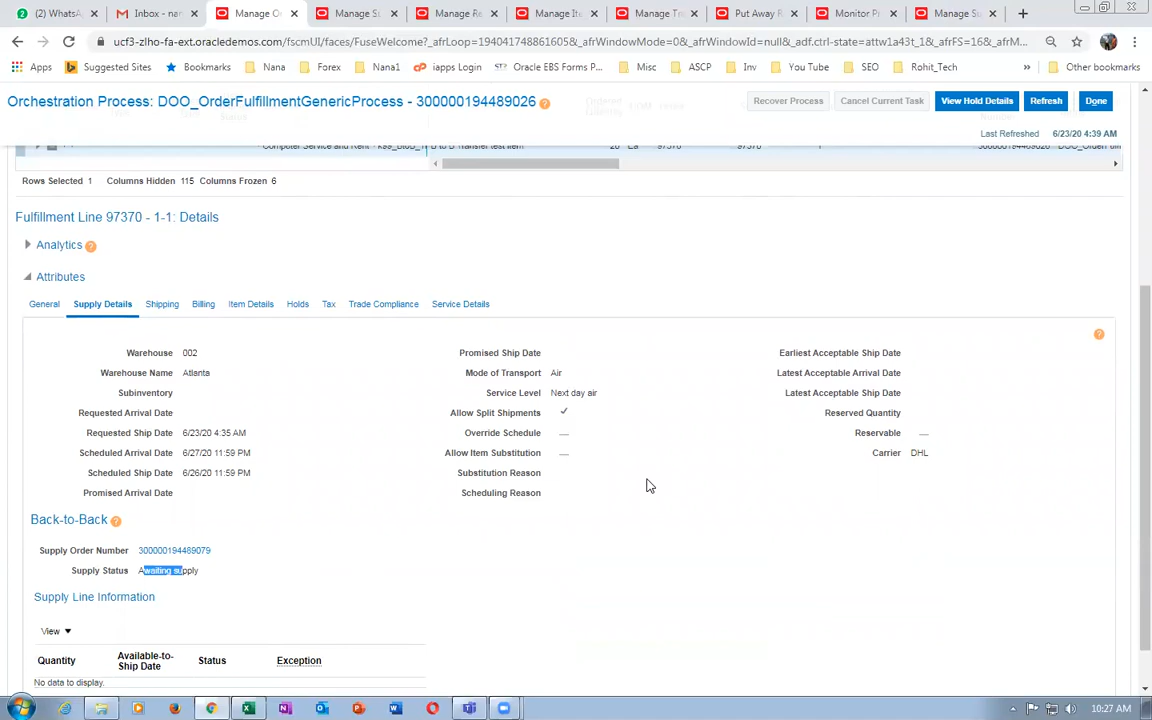 (2) WhatsA
Inbox - nar
Manage O
Manage Su
Manage Re
Manage Ite
Manage Tra
Put Away R
Monitor Pr
Manage Su
ucf3-zlho-fa-ext.oracledemos.com/fscmUI/faces/FuseWelcome?_afrLoop=194041748861605&_afrWindowMode=0&_afrWindowId=null&_adf.ctrl-state=attw1a43t_1&_afrFS=16&_afrM...
Apps Suggested Sites Bookmarks Nana Forex Nana1 iapps Login Oracle EBS Forms P... Misc ASCP Inv You Tube SEO Rohit_Tech » Other bookmarks
Orchestration Process: DOO_OrderFulfillmentGenericProcess - 300000194489026
Recover Process Cancel Current Task View Hold Details Refresh Done
Last Refreshed 6/23/20 4:39 AM
Rows Selected 1 Columns Hidden 115 Columns Frozen 6
Fulfillment Line 97370 - 1-1: Details
Analytics
Attributes
General Supply Details Shipping Billing Item Details Holds Tax Trade Compliance Service Details
Warehouse 002
Warehouse Name Atlanta
Subinventory
Requested Arrival Date
Requested Ship Date 6/23/20 4:35 AM
Scheduled Arrival Date 6/27/20 11:59 PM
Scheduled Ship Date 6/26/20 11:59 PM
Promised Arrival Date
Promised Ship Date
Mode of Transport Air
Service Level Next day air
Allow Split Shipments ✓
Override Schedule —
Allow Item Substitution —
Substitution Reason
Scheduling Reason
Earliest Acceptable Ship Date
Latest Acceptable Arrival Date
Latest Acceptable Ship Date
Reserved Quantity
Reservable —
Carrier DHL
Back-to-Back
Supply Order Number 300000194489079
Supply Status Awaiting supply
Supply Line Information
View
Quantity Available-to-Ship Date Status Exception
No data to display.
10:27 AM